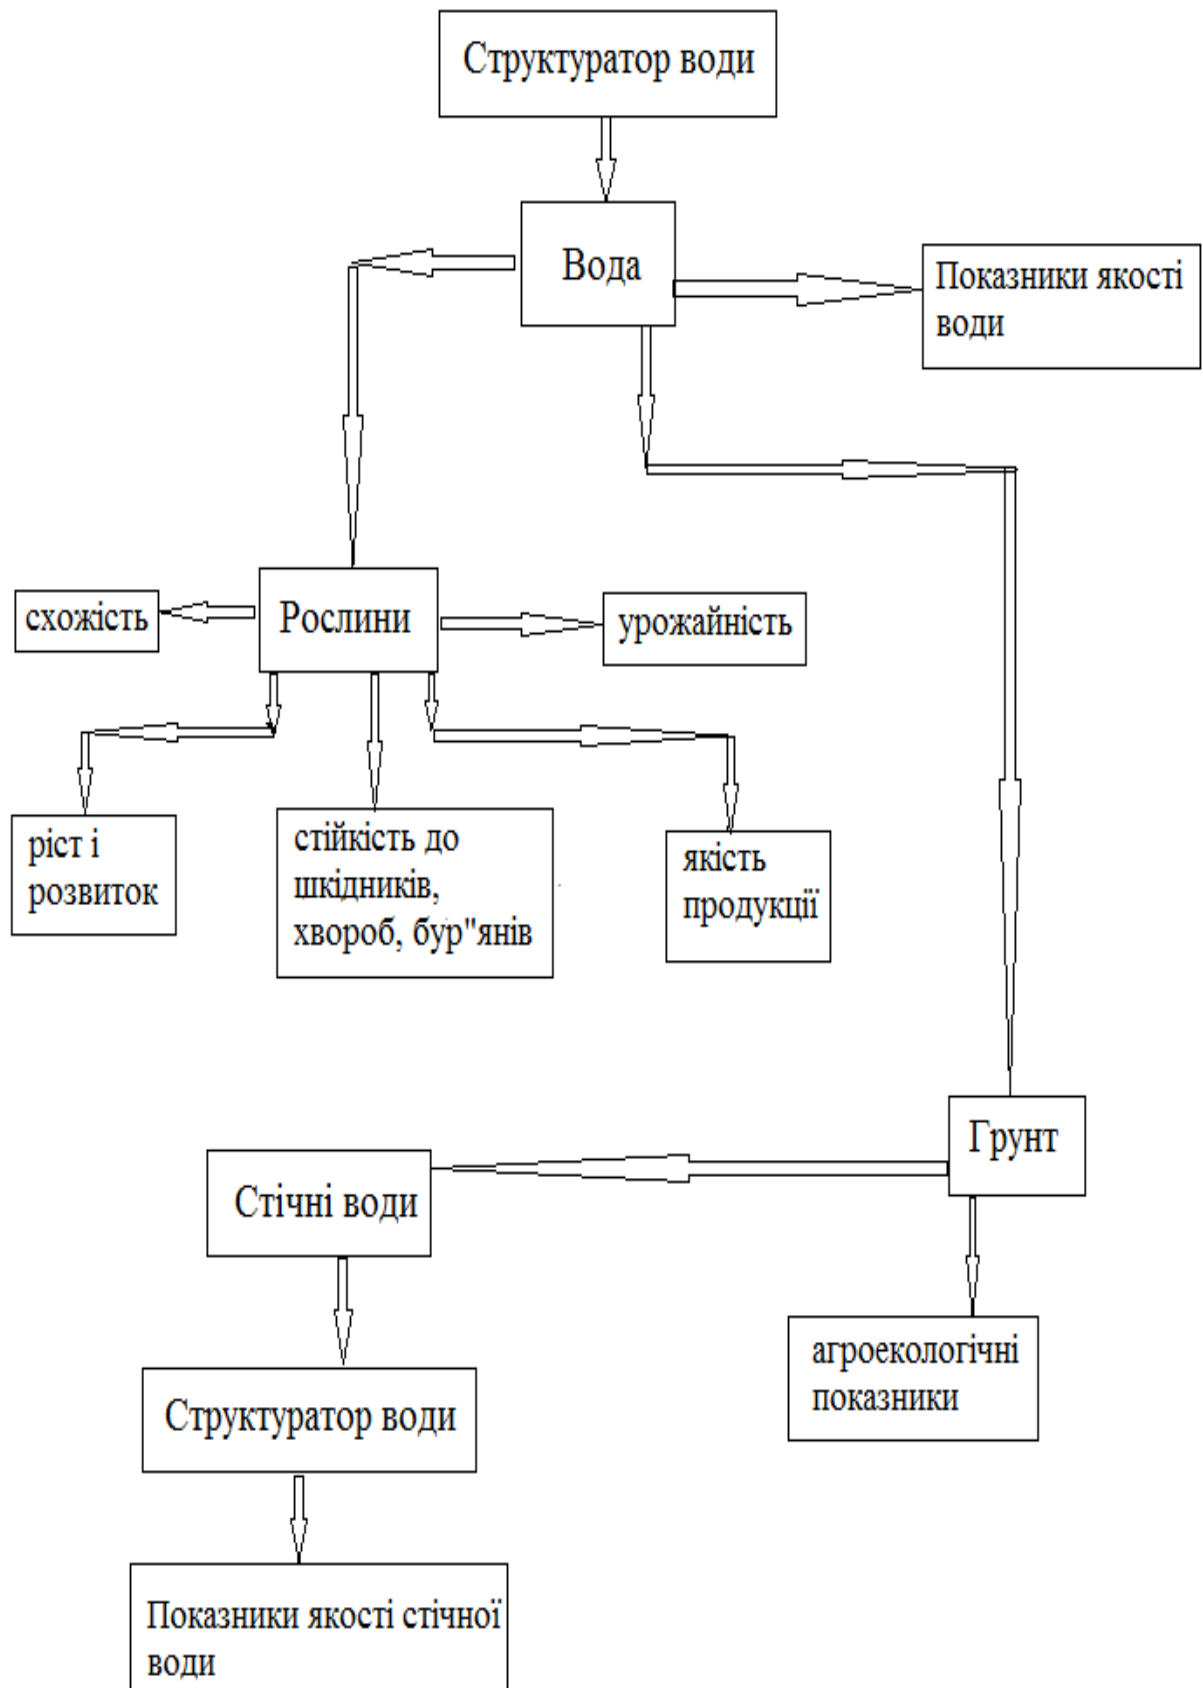 Структуратор води
Вода
Показники якості
води
схожість
Рослини
урожайність
ріст і
розвиток
стійкість до
шкідників,
хвороб, бур"янів
якість
продукції
Грунт
Стічні води
агроекологічні
показники
Структуратор води
Показники якості стічної
води